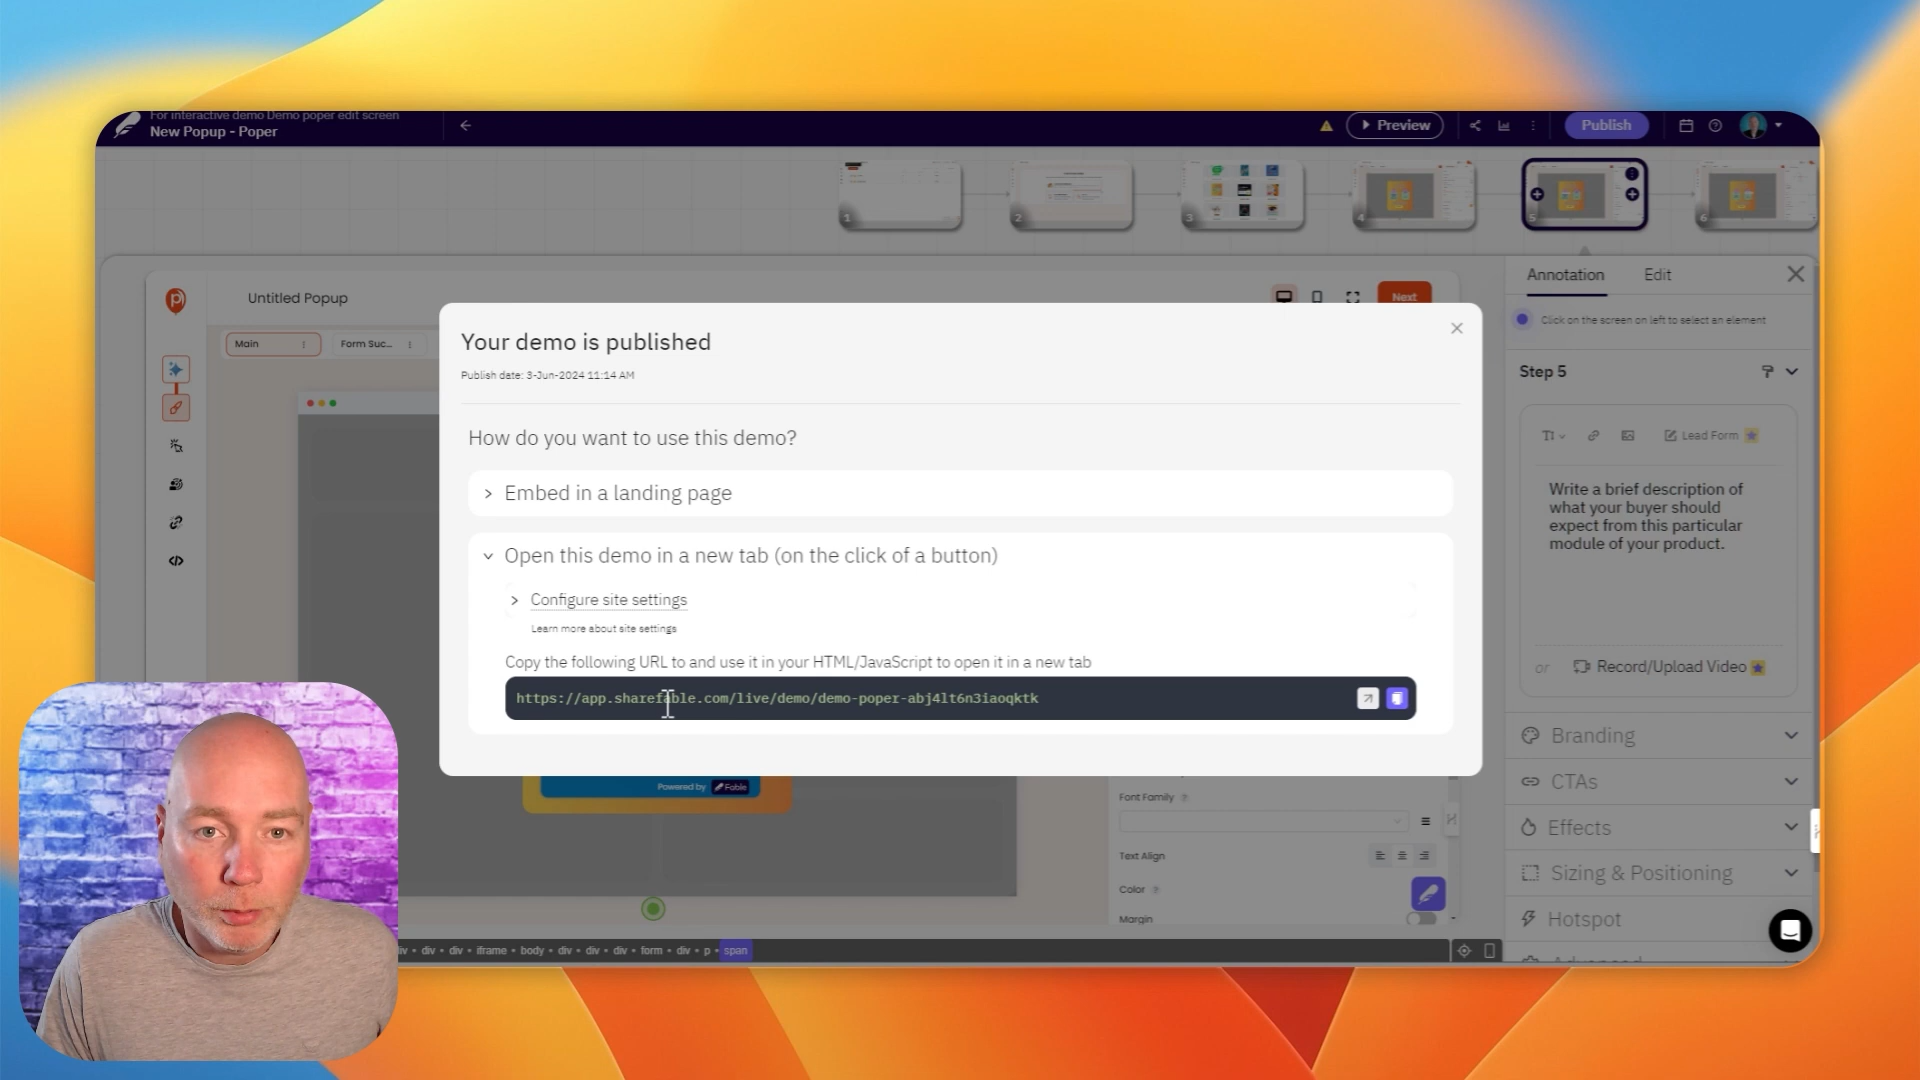 For interactive demo Demo poper edit screen
New Popup - Poper
Preview
Publish
1
2
3
4
5
6
Untitled Popup
Next
Main
Form Suc...
Annotation
Edit
Click on the screen on left to select an element
Step 5
Lead Form
Write a brief description of
what your buyer should
expect from this particular
module of your product.
or
Record/Upload Video
Branding
CTAs
Effects
Sizing & Positioning
Hotspot
Your demo is published
Publish date: 3-Jun-2024 11:14 AM
How do you want to use this demo?
Embed in a landing page
Open this demo in a new tab (on the click of a button)
Configure site settings
Learn more about site settings
Copy the following URL to and use it in your HTML/JavaScript to open it in a new tab
https://app.sharefable.com/live/demo/demo-poper-abj4lt6n3iaoqktk
Powered by Fable
Font Family
Text Align
Color
Margin
div • div • iframe • body • div • div • div • form • div • p • span